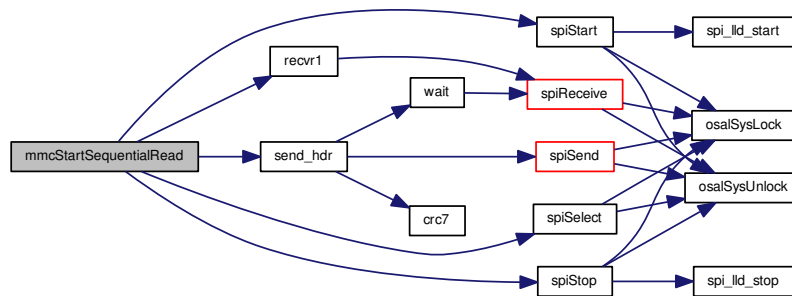 spiStart
spi_lld_start
recvr1
wait
spiReceive
osalSysLock
mmcStartSequentialRead
send_hdr
spiSend
osalSysUnlock
crc7
spiSelect
spiStop
spi_lld_stop